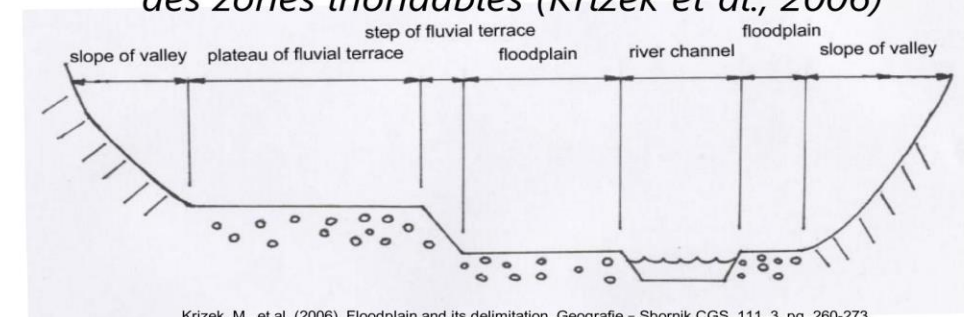 des zones inondables (Krizek et al., 2006)
step of fluvial terrace
floodplain
slope of valley
plateau of fluvial terrace
floodplain
river channel
slope of valley
Krizek, M., et al. (2006). Floodplain and its delimitation. Geografie – Sbornik CGS, 111, 3, pg. 260-273